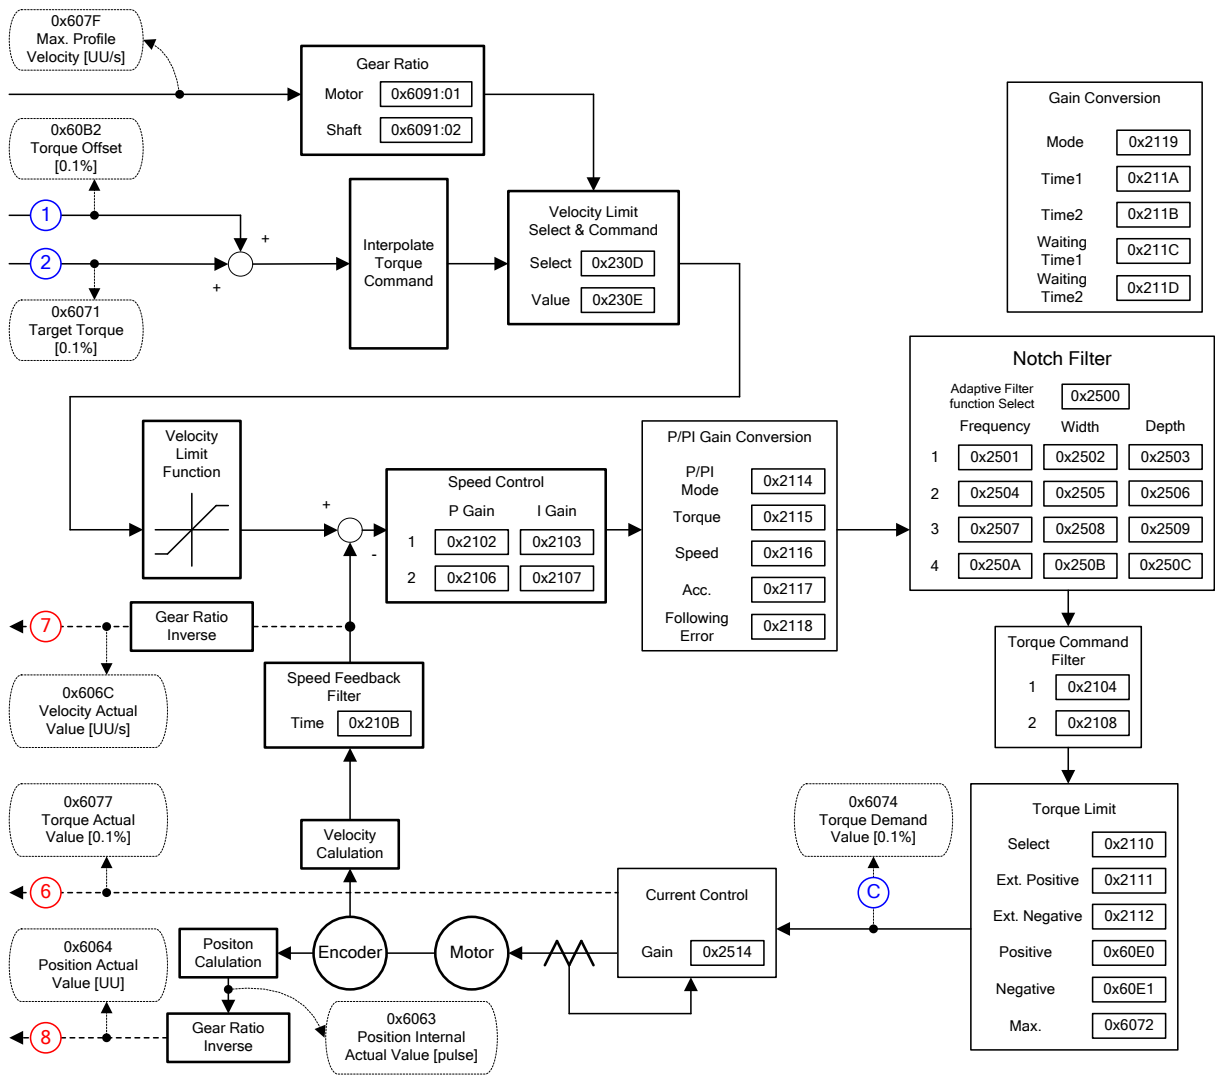 0x607F
Max. Profile
Velocity [UU/s]
Gear Ratio
Motor 0x6091:01
Shaft 0x6091:02
0x60B2
Torque Offset
[0.1%]
1
+
2
+
0x6071
Target Torque
[0.1%]
Interpolate
Torque
Command
Velocity Limit
Select & Command
Select 0x230D
Value 0x230E
Gain Conversion
Mode 0x2119
Time1 0x211A
Time2 0x211B
Waiting
Time1 0x211C
Waiting
Time2 0x211D
Notch Filter
Adaptive Filter
function Select 0x2500
Frequency Width Depth
1 0x2501 0x2502 0x2503
2 0x2504 0x2505 0x2506
3 0x2507 0x2508 0x2509
4 0x250A 0x250B 0x250C
Velocity
Limit
Function
+
-
Speed Control
P Gain I Gain
1 0x2102 0x2103
2 0x2106 0x2107
P/PI Gain Conversion
P/PI
Mode 0x2114
Torque 0x2115
Speed 0x2116
Acc. 0x2117
Following
Error 0x2118
7
Gear Ratio
Inverse
0x606C
Velocity Actual
Value [UU/s]
Speed Feedback
Filter
Time 0x210B
Torque Command
Filter
1 0x2104
2 0x2108
0x6077
Torque Actual
Value [0.1%]
Velocity
Calulation
0x6074
Torque Demand
Value [0.1%]
Torque Limit
Select 0x2110
Ext. Positive 0x2111
Ext. Negative 0x2112
Positive 0x60E0
Negative 0x60E1
Max. 0x6072
6
C
Current Control
Gain 0x2514
0x6064
Position Actual
Value [UU]
Positon
Calculation
Encoder
Motor
8
Gear Ratio
Inverse
0x6063
Position Internal
Actual Value [pulse]